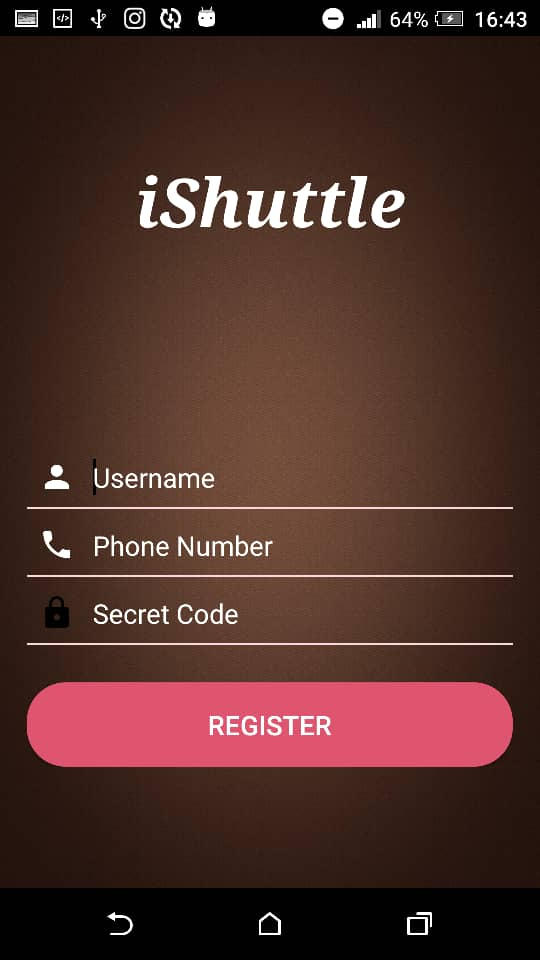 64% 16:43
iShuttle
Username
Phone Number
Secret Code
REGISTER